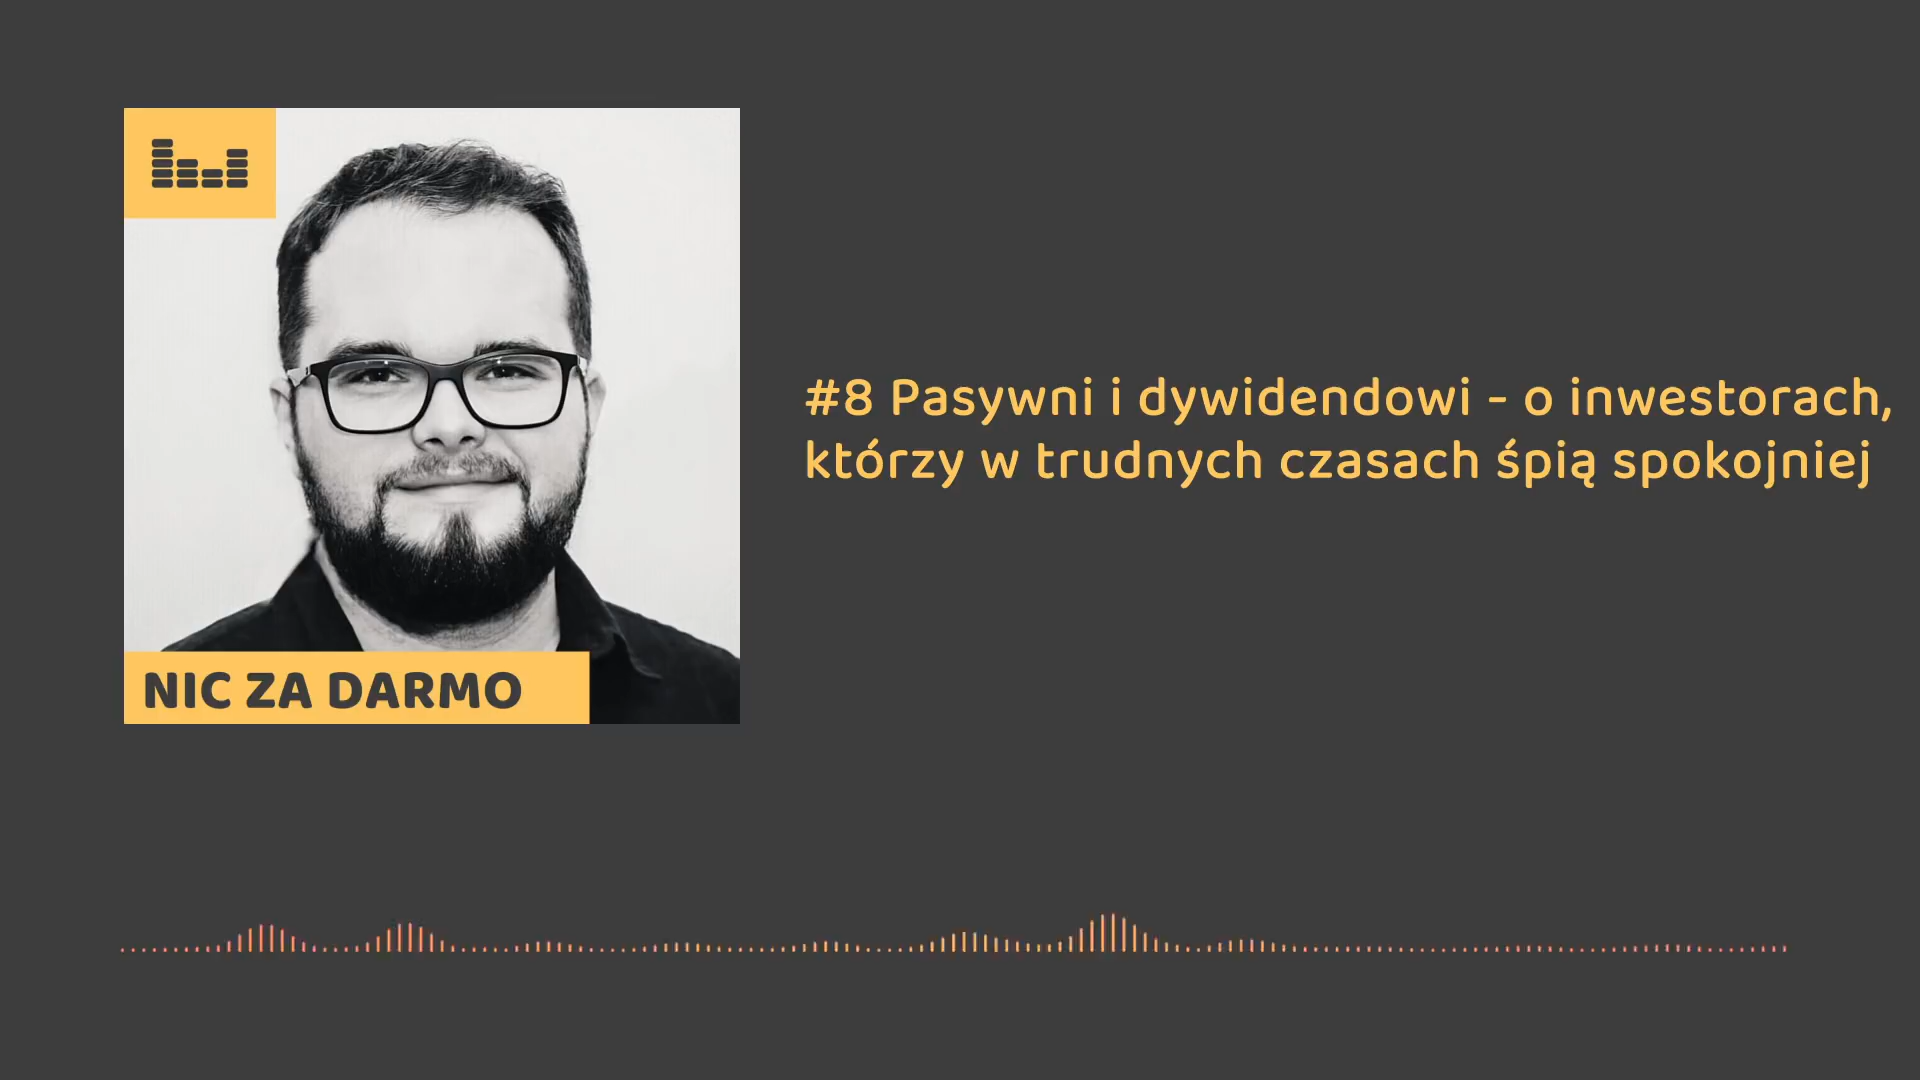 NIC ZA DARMO
#8 Pasywni i dywidendowi - o inwestorach,
którzy w trudnych czasach śpią spokojniej